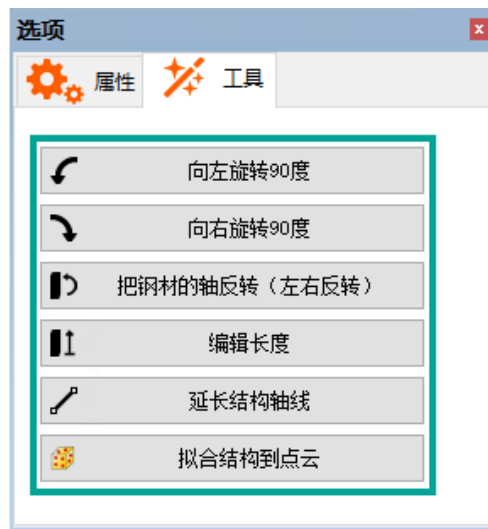 选项
属性
工具
向左旋转90度
向右旋转90度
把钢材的轴反转（左右反转）
编辑长度
延长结构轴线
拟合结构到点云